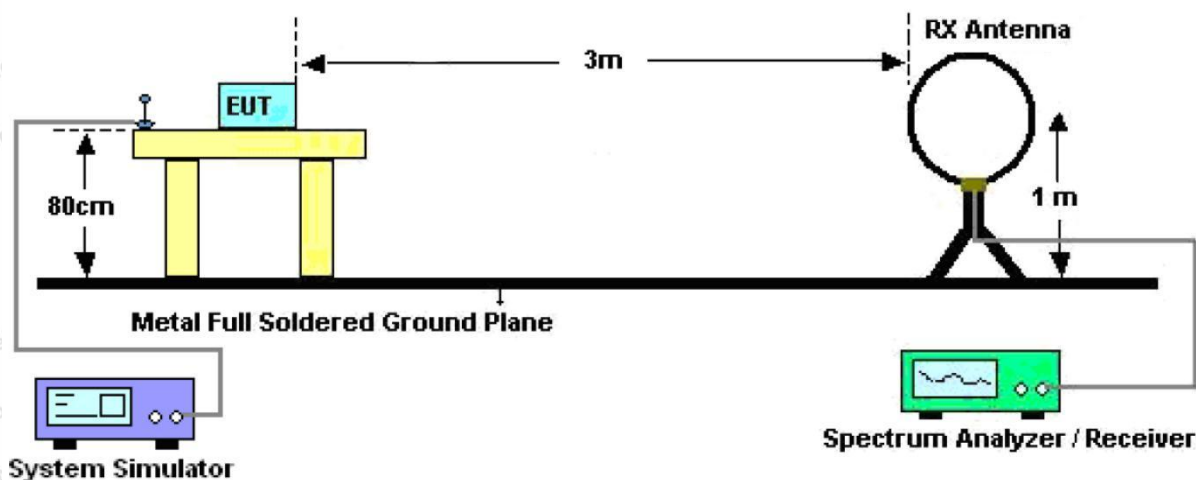 RX Antenna
3m
EUT
80cm
1 m
Metal Full Soldered Ground Plane
Spectrum Analyzer / Receiver
System Simulator